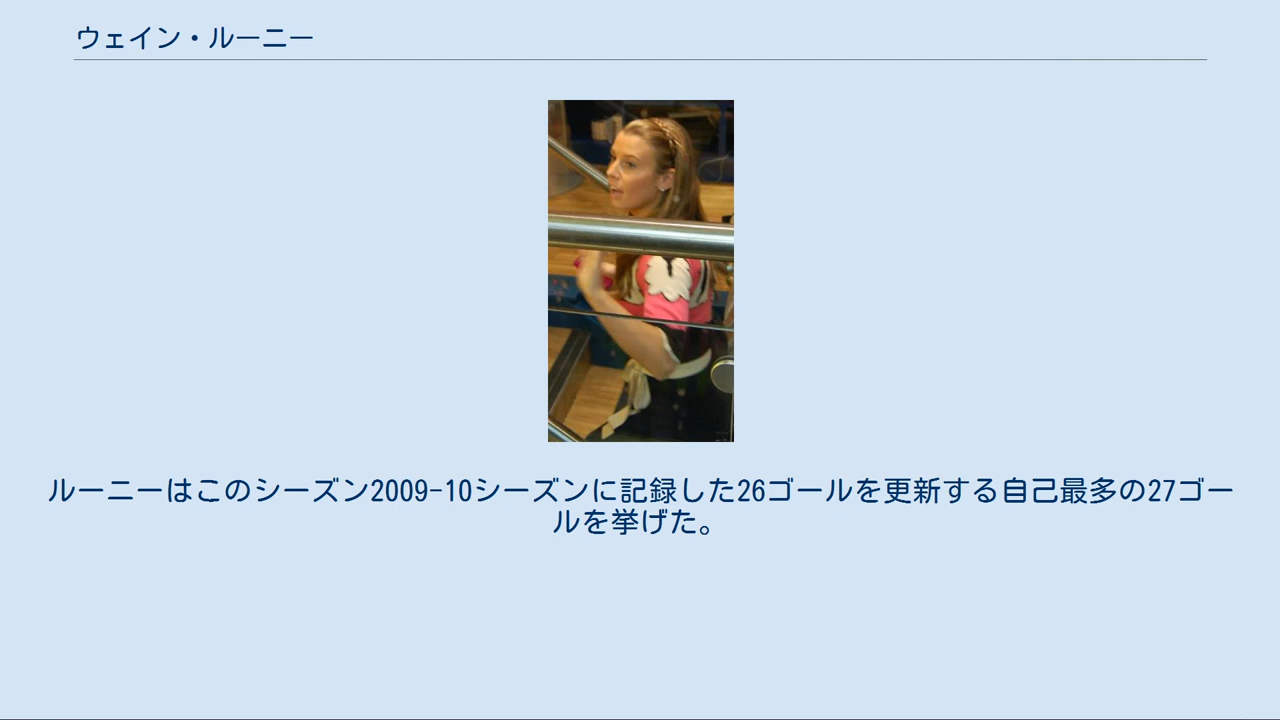 ウェイン・ルーニー
ルーニーはこのシーズン2009-10シーズンに記録した26ゴールを更新する自己最多の27ゴー
ルを挙げた。